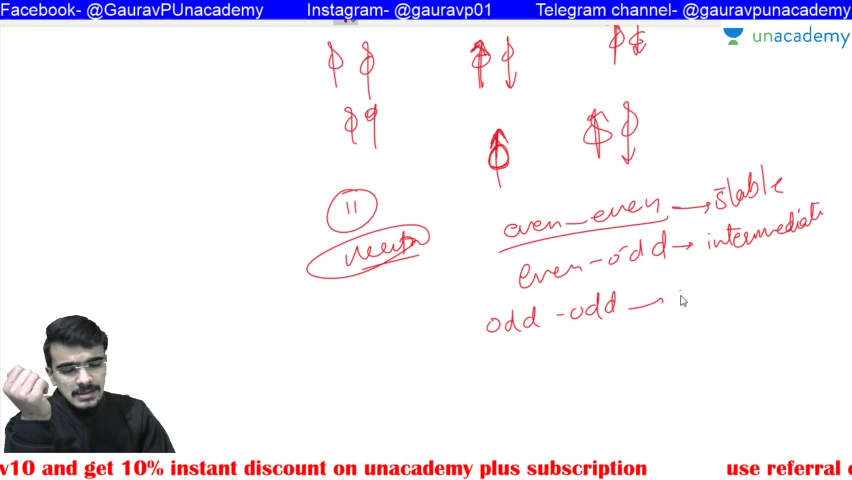 Facebook- @GauravPUnacademy Instagram- @gauravp01 Telegram channel- @gauravpunacademy
unacademy
11
even-even → stable
even-odd → intermediate
odd-odd —
v10 and get 10% instant discount on unacademy plus subscription use referral